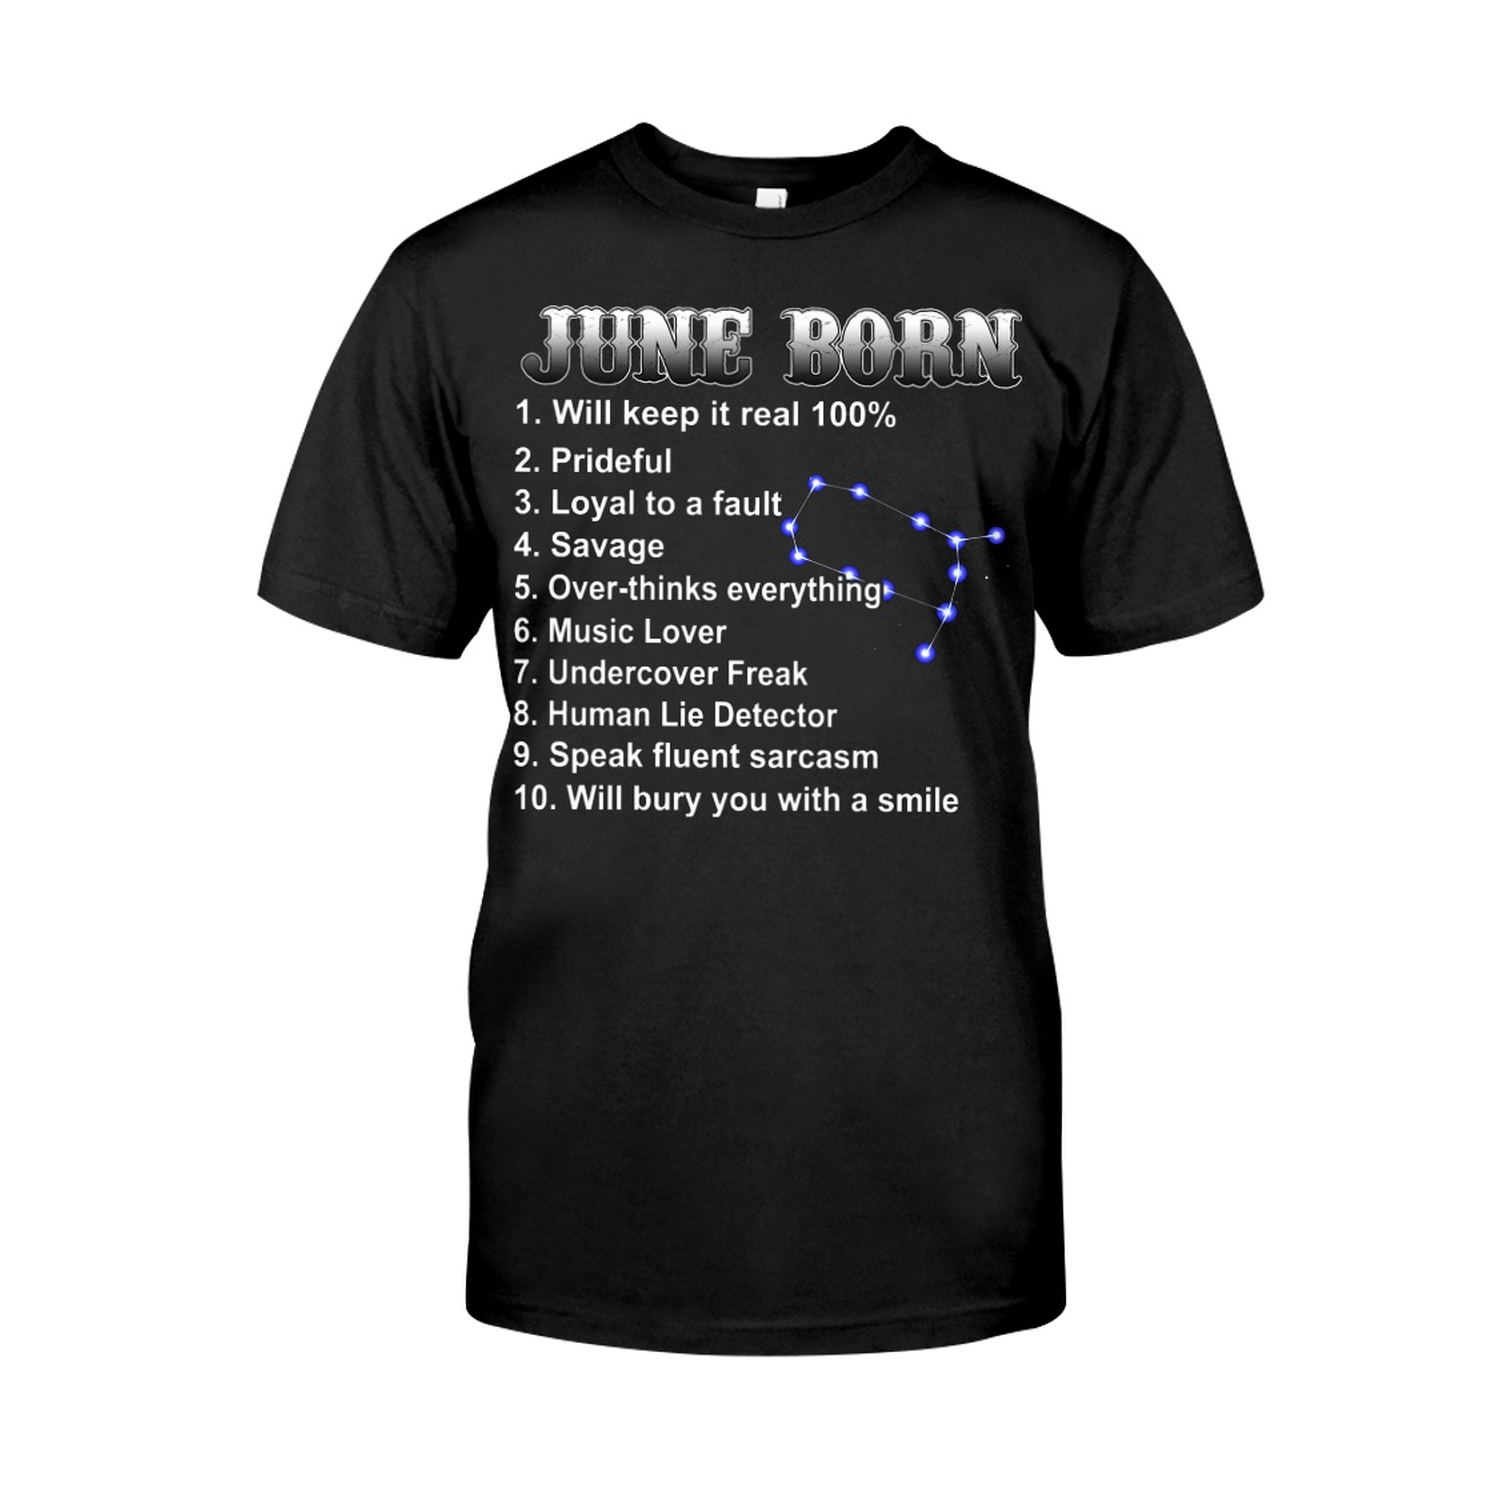 JUNE BORN
1. Will keep it real 100%
2. Prideful
3. Loyal to a fault
4. Savage
5. Over-thinks everything
6. Music Lover
7. Undercover Freak
8. Human Lie Detector
9. Speak fluent sarcasm
10. Will bury you with a smile